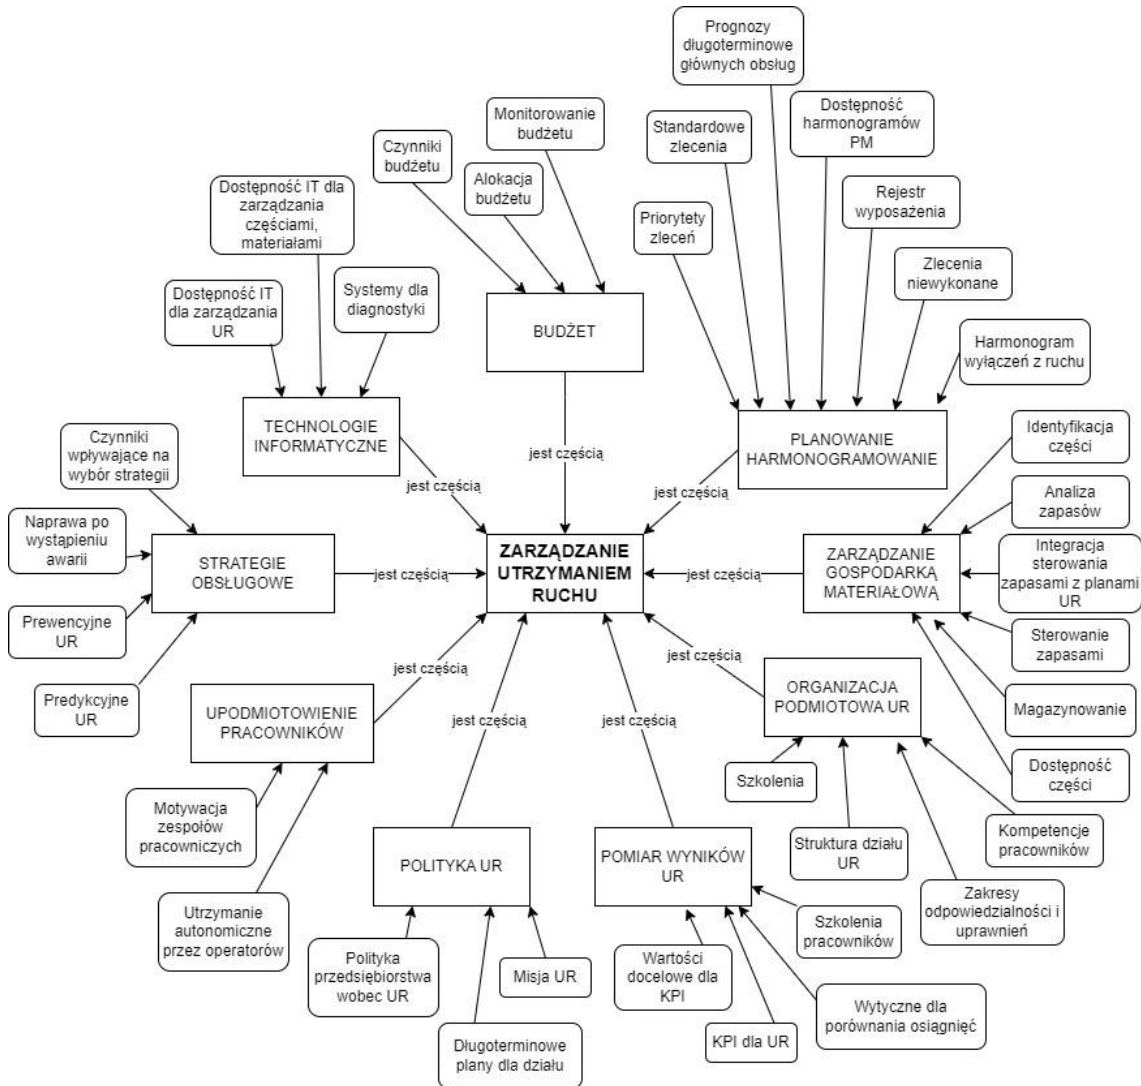 Prognozy
długoterminowe
głównych obsług
Monitorowanie
budżetu
Dostępność
harmonogramów
PM
Czynniki
budżetu
Standardowe
zlecenia
Alokacja
budżetu
Dostępność IT dla
zarządzania
częściami,
materiałami
Rejestr
wyposażenia
Priorytety
zleceń
Zlecenia
niewykonane
Dostępność IT
dla zarządzania
UR
Systemy dla
diagnostyki
BUDŻET
Harmonogram
wyłączeń z ruchu
TECHNOLOGIE
INFORMATYCZNE
PLANOWANIE
HARMONOGRAMOWANIE
Identyfikacja
części
Czynniki
wpływające na
wybór strategii
jest częścią
jest częścią
jest częścią
Analiza
zapasów
Naprawa po
wystąpieniu
awarii
STRATEGIE
OBSŁUGOWE
jest częścią
ZARZĄDZANIE
UTRZYMANIEM
RUCHU
jest częścią
ZARZĄDZANIE
GOSPODARKĄ
MATERIAŁOWĄ
Integracja
sterowania
zapasami z planami
UR
Prewencyjne
UR
Sterowanie
zapasami
jest częścią
jest częścią
Predykcyjne
UR
UPODMIOTOWIENIE
PRACOWNIKÓW
jest częścią
jest częścią
ORGANIZACJA
PODMIOTOWA UR
Magazynowanie
Szkolenia
Dostępność
części
Motywacja
zespołów
pracowniczych
POLITYKA UR
POMIAR WYNIKÓW
UR
Struktura działu
UR
Kompetencje
pracowników
Utrzymanie
autonomiczne
przez operatorów
Zakresy
odpowiedzialności i
uprawnień
Szkolenia
pracowników
Polityka
przedsiębiorstwa
wobec UR
Misja UR
Wartości
docelowe dla
KPI
Wytyczne dla
porównania osiągnięć
Długoterminowe
plany dla działu
KPI dla UR